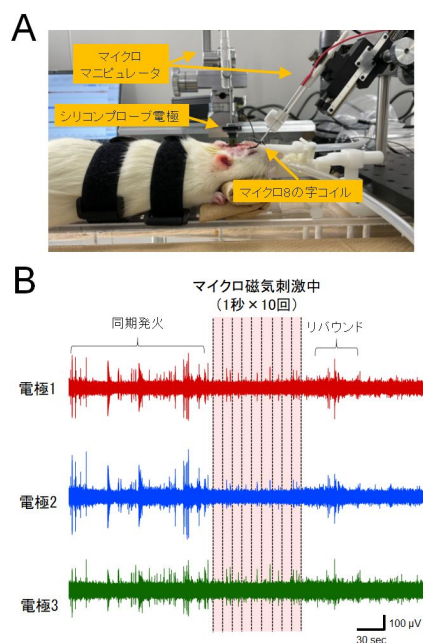 A
マイクロ
マニピュレータ
シリコンプローブ電極
マイクロ8の字コイル
B
マイクロ磁気刺激中
(1秒 × 10回)
同期発火
リバウンド
電極1
電極2
電極3
100 μV
30 sec